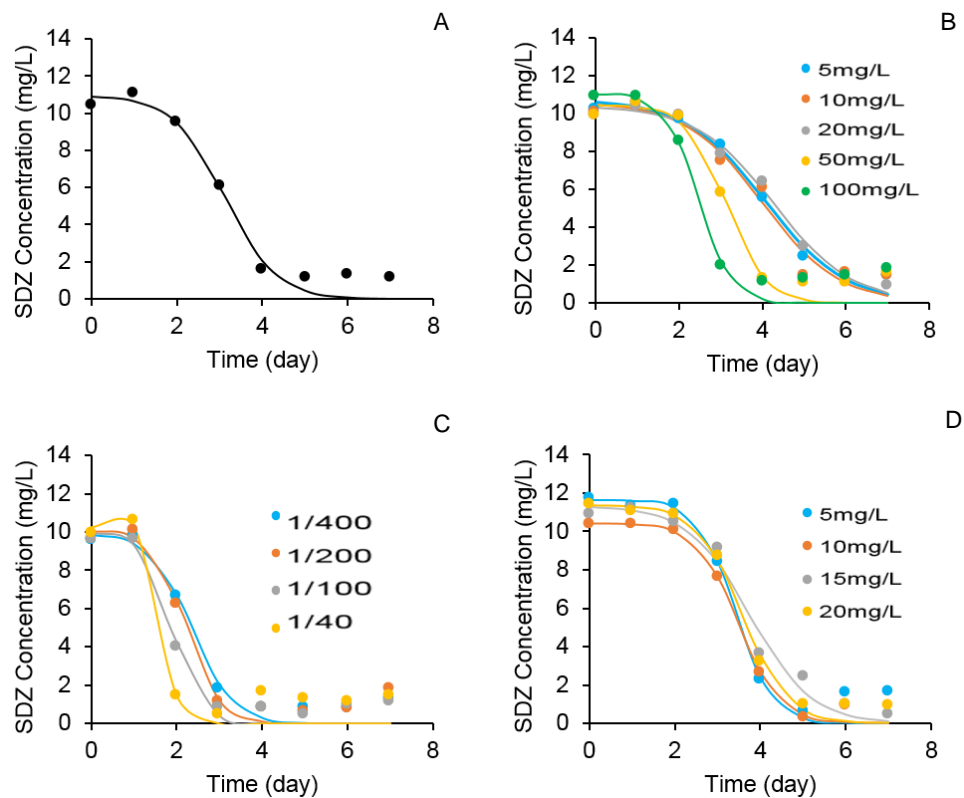 A
SDZ Concentration (mg/L)
14
12
10
8
6
4
2
0
0 2 4 6 8
Time (day)
B
SDZ Concentration (mg/L)
14
12
10
8
6
4
2
0
0 2 4 6 8
Time (day)
5mg/L
10mg/L
20mg/L
50mg/L
100mg/L
C
SDZ Concentration (mg/L)
14
12
10
8
6
4
2
0
0 2 4 6 8
Time (day)
1/400
1/200
1/100
1/40
D
SDZ Concentration (mg/L)
14
12
10
8
6
4
2
0
0 2 4 6 8
Time (day)
5mg/L
10mg/L
15mg/L
20mg/L